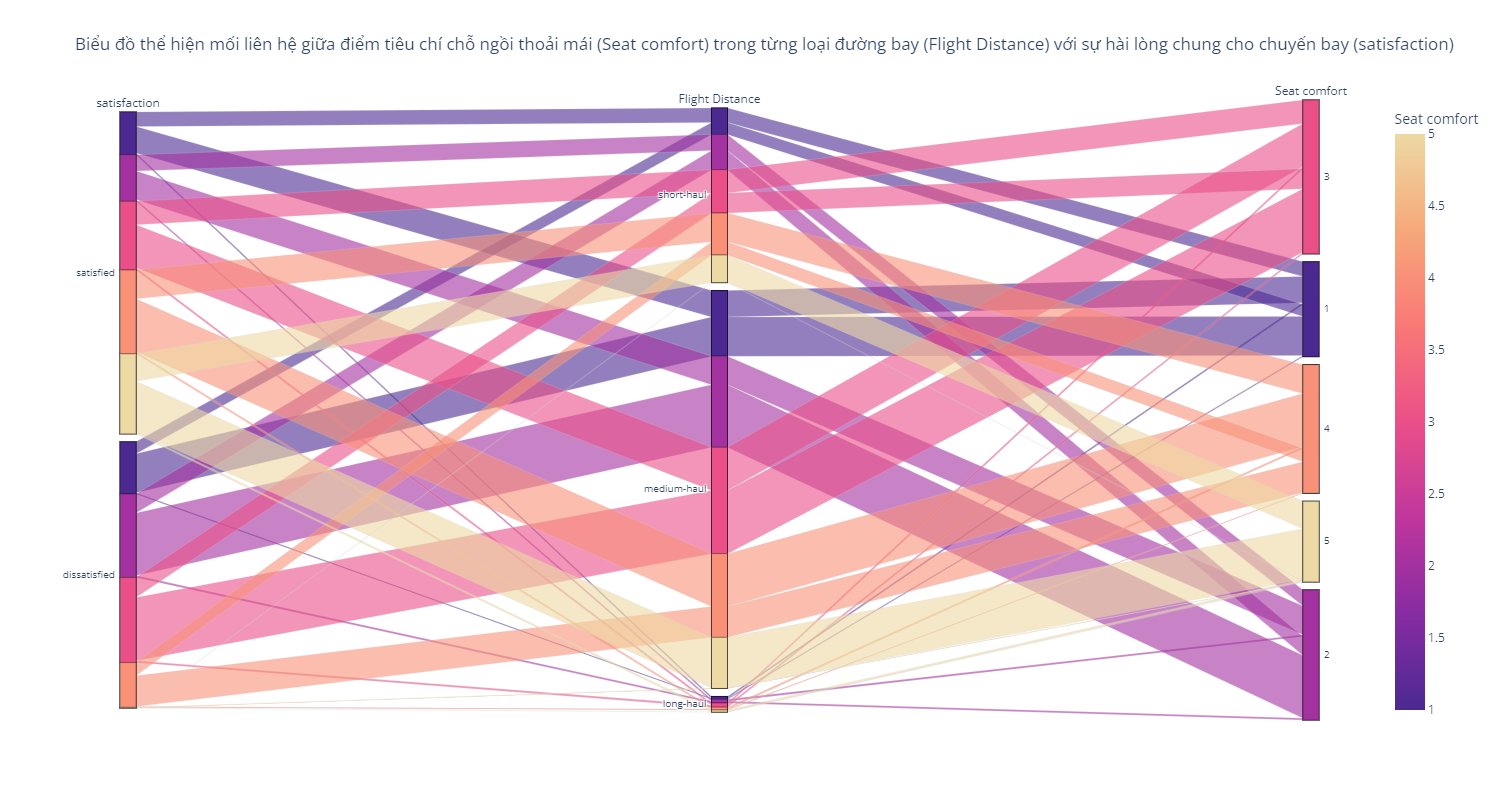 Biểu đồ thể hiện mối liên hệ giữa điểm tiêu chí chỗ ngồi thoải mái (Seat comfort) trong từng loại đường bay (Flight Distance) với sự hài lòng chung cho chuyến bay (satisfaction)
satisfaction
Flight Distance
Seat comfort
satisfied
dissatisfied
short-haul
medium-haul
long-haul
3
1
4
5
2
Seat comfort
5
4.5
4
3.5
3
2.5
2
1.5
1